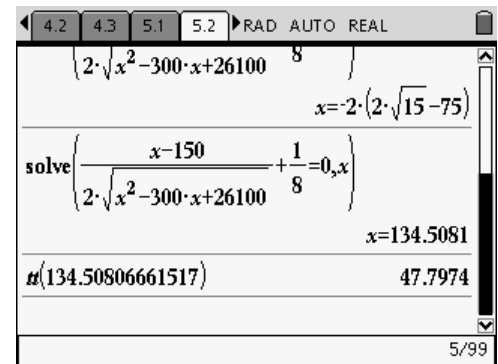 4.2 4.3 5.1 5.2 RAD AUTO REAL
(2·√x²−300·x+26100 8 )
x=-2·(2·√15−75)
solve(x−150/2·√x²−300·x+26100+1/8=0,x)
x=134.5081
tt(134.50806661517) 47.7974
5/99